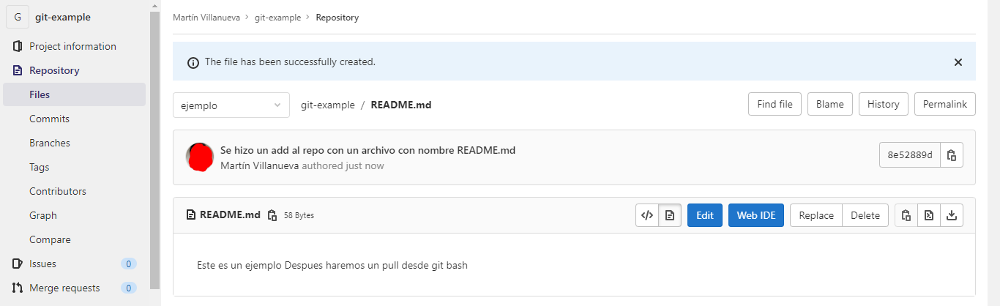 G git-example
Project information
Repository
Files
Commits
Branches
Tags
Contributors
Graph
Compare
Issues 0
Merge requests 0
Martín Villanueva > git-example > Repository
The file has been successfully created.
ejemplo
git-example / README.md
Find file
Blame
History
Permalink
Se hizo un add al repo con un archivo con nombre README.md
Martín Villanueva authored just now
8e52889d
README.md 58 Bytes
Edit
Web IDE
Replace
Delete
Este es un ejemplo Despues haremos un pull desde git bash